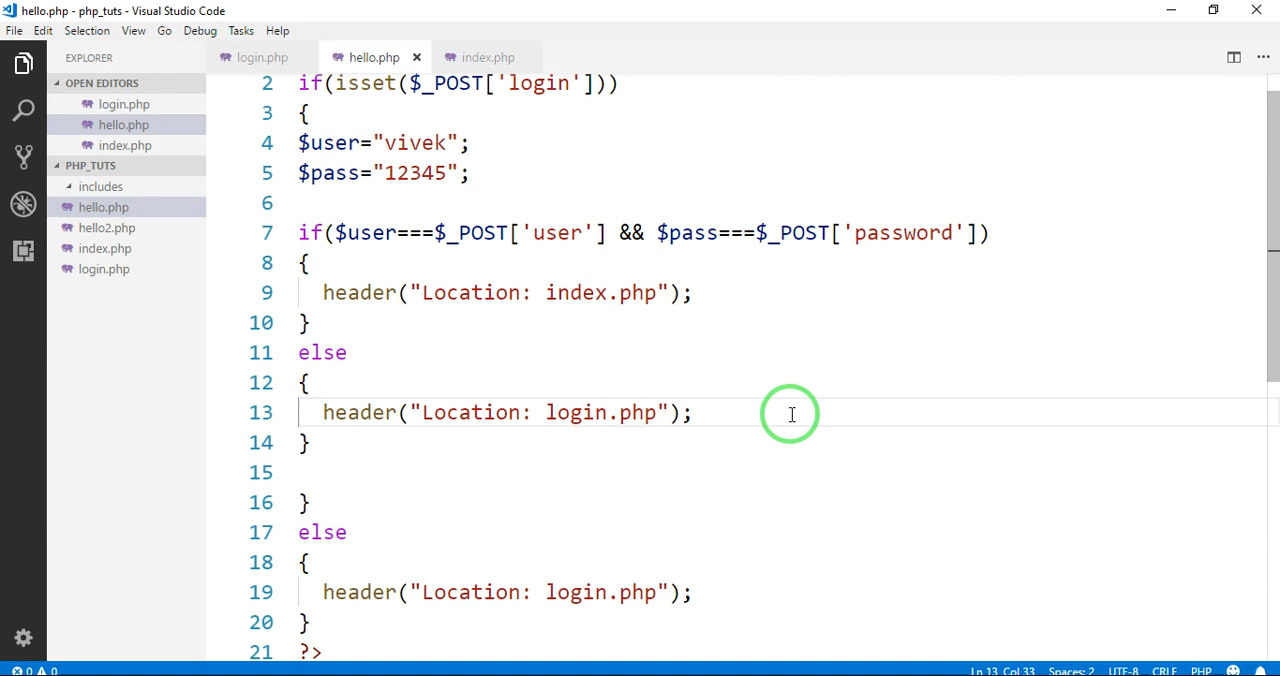 hello.php - php_tuts - Visual Studio Code
File Edit Selection View Go Debug Tasks Help
EXPLORER
OPEN EDITORS
login.php
hello.php
index.php
PHP_TUTS
includes
hello.php
hello2.php
index.php
login.php
login.php hello.php index.php
2 if(isset($_POST['login']))
3 {
4 $user="vivek";
5 $pass="12345";
6
7 if($user===$_POST['user'] && $pass===$_POST['password'])
8 {
9 header("Location: index.php");
10 }
11 else
12 {
13 header("Location: login.php");
14 }
15
16 }
17 else
18 {
19 header("Location: login.php");
20 }
21 ?>
0 0 Ln 13, Col 33 Spaces: 2 UTF-8 CRLF PHP